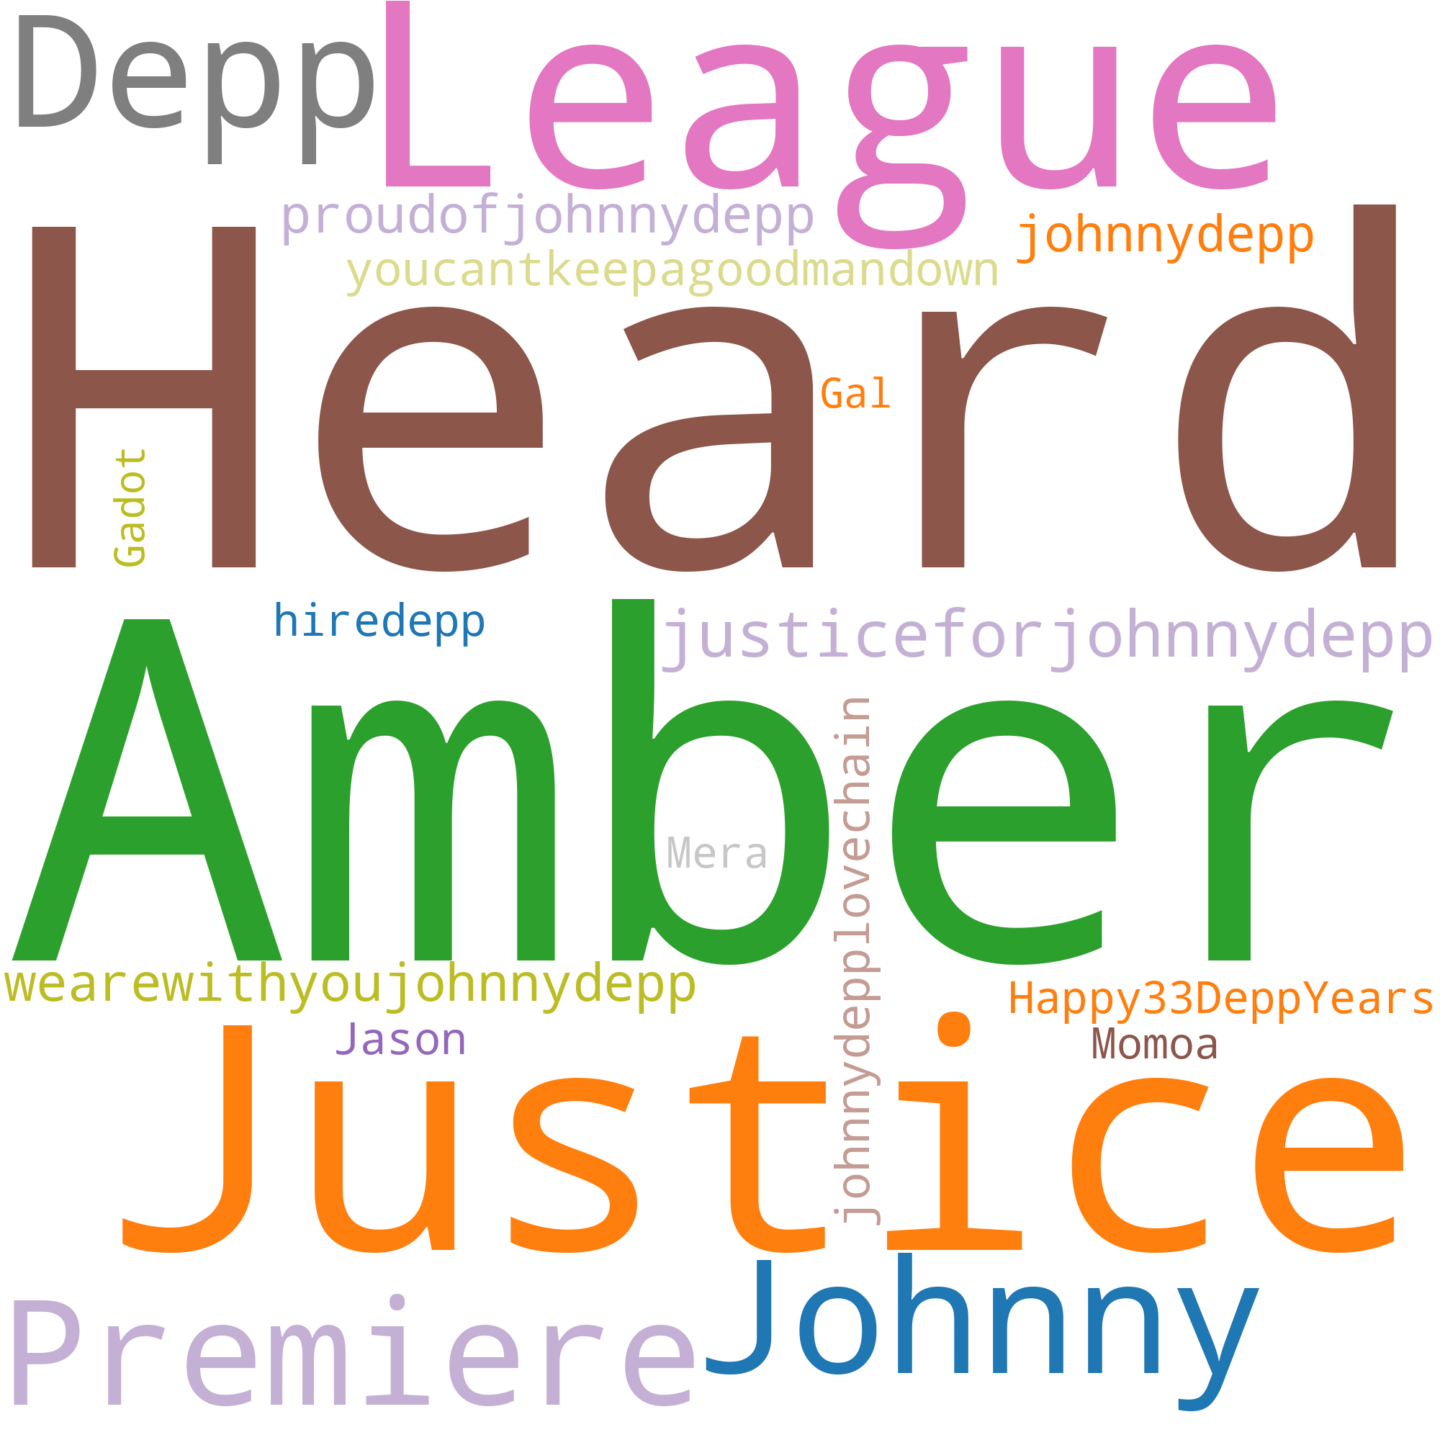 Depp
League
proudofjohnnydepp
johnnydepp
youcantkeepagoodmandown
Heard
Gal
Gadot
hiredepp
justiceforjohnnydepp
Amber
Mera
johnnydepplovechain
wearewithyoujohnnydepp
Happy33DeppYears
Jason
Momoa
Justice
Johnny
Premiere